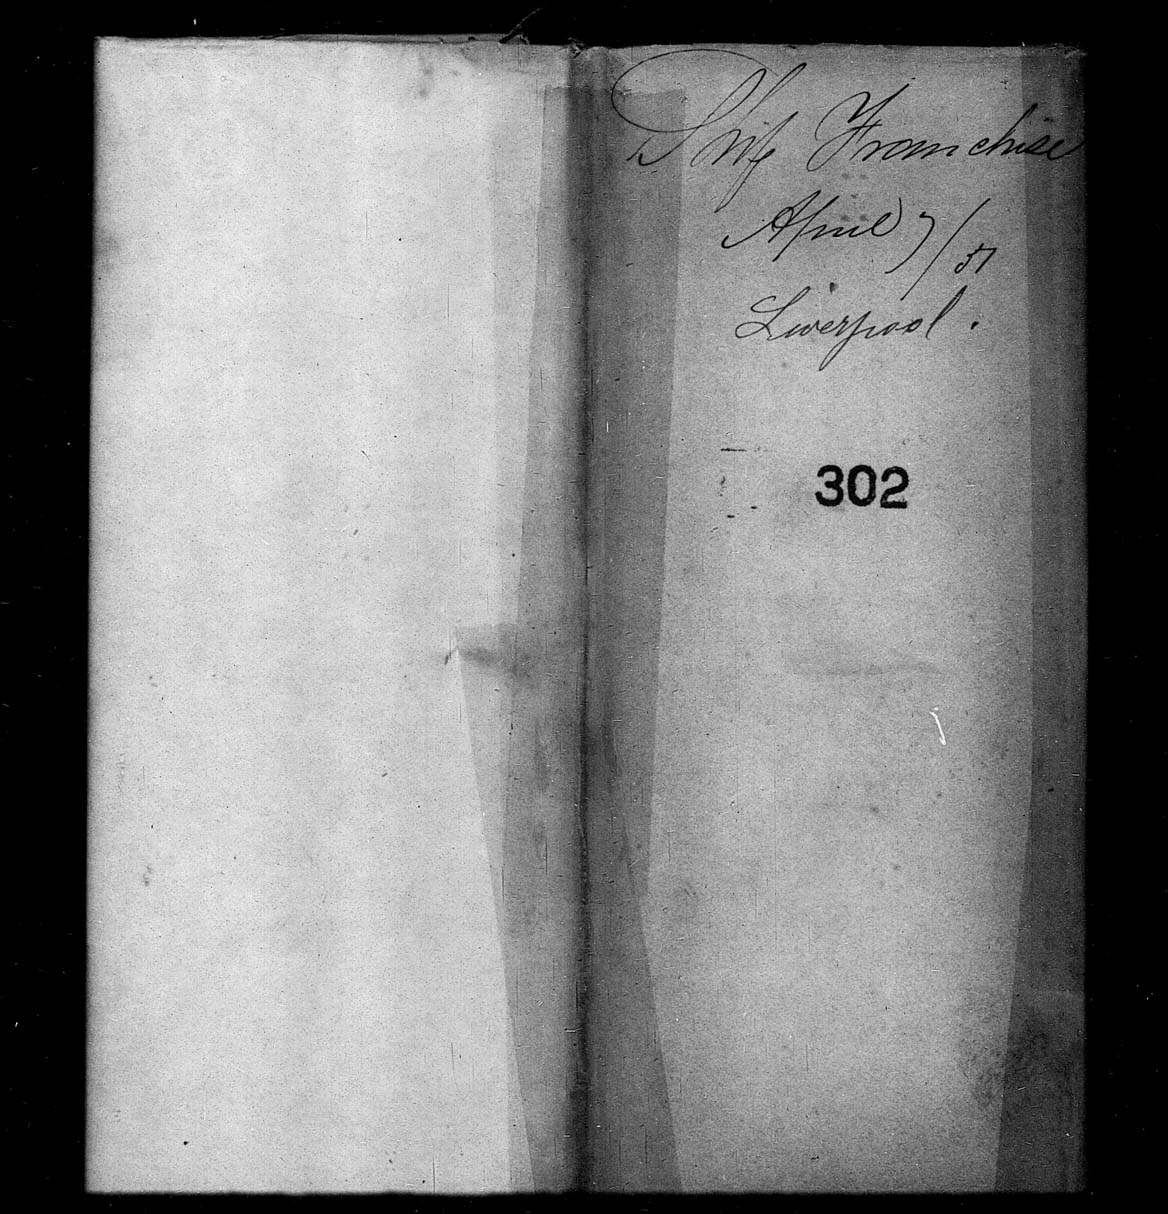 Ship Franchise
April 7/51
Liverpool.
302